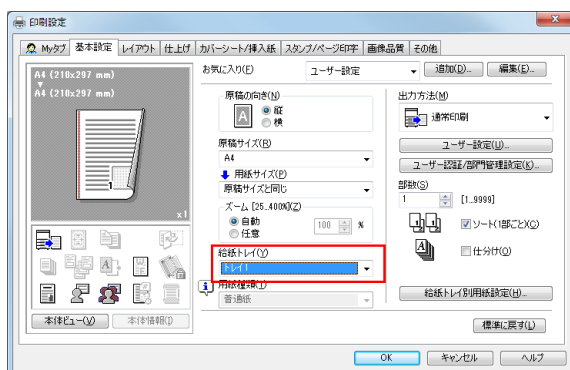 印刷設定
Myタブ 基本設定 レイアウト 仕上げ カバーシート/挿入紙 スタンプ/ページ印字 画像品質 その他
A4 (210x297 mm)
A4 (210x297 mm)
x1
本体ビュー(V) 本体情報(I)
お気に入り(F) ユーザー設定 追加(D)... 編集(E)...
原稿の向き(N)
縦
横
原稿サイズ(R)
A4
用紙サイズ(P)
原稿サイズと同じ
ズーム [25..400%](Z)
自動
任意
100 %
給紙トレイ(Y)
トレイ1
用紙種類(T)
普通紙
出力方法(M)
通常印刷
ユーザー設定(U)...
ユーザー認証/部門管理設定(K)...
部数(S)
1 [1..9999]
ソート(1部ごと)(C)
仕分け(O)
給紙トレイ別用紙設定(H)...
標準に戻す(L)
OK キャンセル ヘルプ